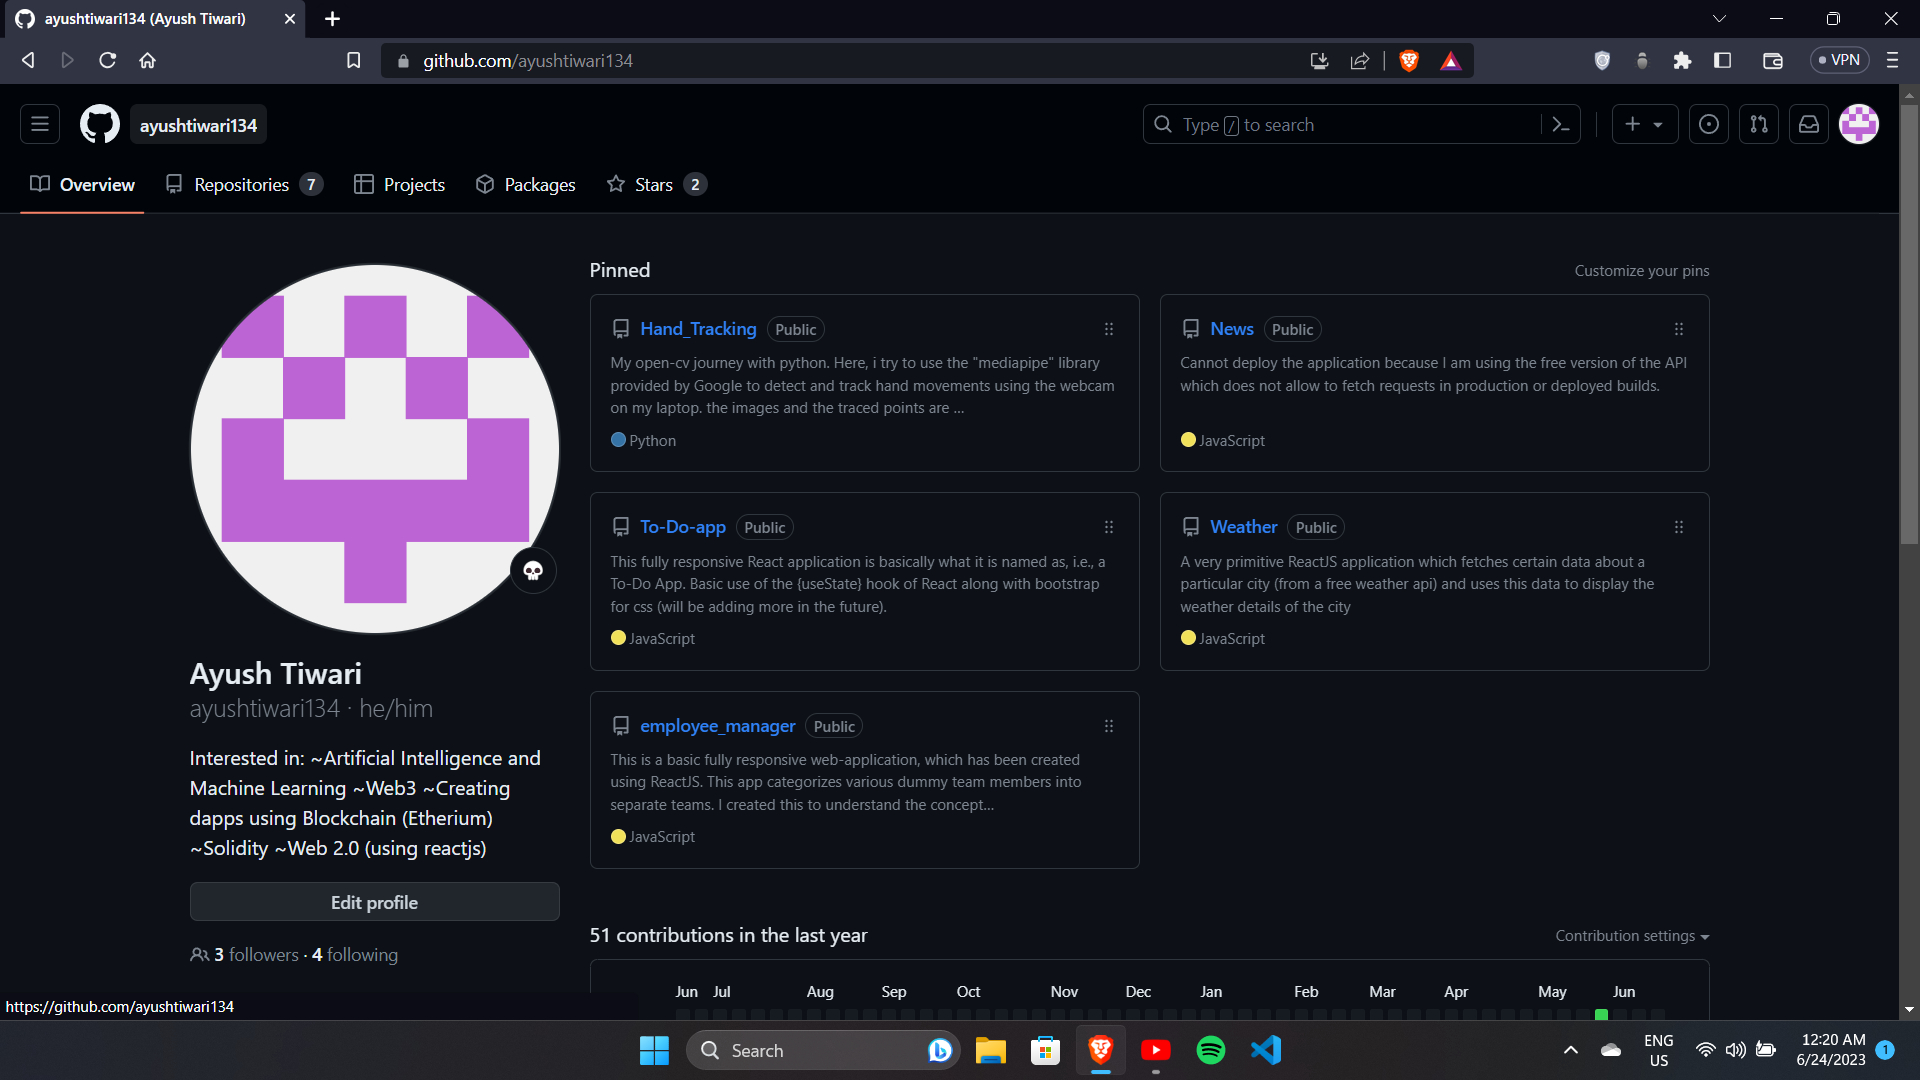 ayushtiwari134 (Ayush Tiwari)
github.com/ayushtiwari134
VPN
ayushtiwari134
Type / to search
Overview
Repositories 7
Projects
Packages
Stars 2
Pinned
Customize your pins
Hand_Tracking Public
My open-cv journey with python. Here, i try to use the "mediapipe" library
provided by Google to detect and track hand movements using the webcam
on my laptop. the images and the traced points are ...
Python
News Public
Cannot deploy the application because I am using the free version of the API
which does not allow to fetch requests in production or deployed builds.
JavaScript
To-Do-app Public
This fully responsive React application is basically what it is named as, i.e., a
To-Do App. Basic use of the {useState} hook of React along with bootstrap
for css (will be adding more in the future).
JavaScript
Weather Public
A very primitive ReactJS application which fetches certain data about a
particular city (from a free weather api) and uses this data to display the
weather details of the city
JavaScript
employee_manager Public
This is a basic fully responsive web-application, which has been created
using ReactJS. This app categorizes various dummy team members into
separate teams. I created this to understand the concept...
JavaScript
Ayush Tiwari
ayushtiwari134 · he/him
Interested in: ~Artificial Intelligence and
Machine Learning ~Web3 ~Creating
dapps using Blockchain (Etherium)
~Solidity ~Web 2.0 (using reactjs)
Edit profile
3 followers · 4 following
51 contributions in the last year
Contribution settings
Jun Jul Aug Sep Oct Nov Dec Jan Feb Mar Apr May Jun
https://github.com/ayushtiwari134
Search
ENG
US
12:20 AM
6/24/2023
1